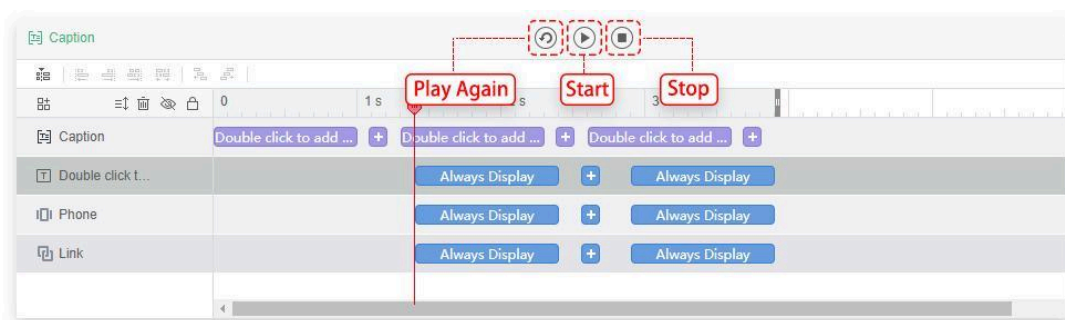 Caption
Play Again
Start
Stop
0
1 s
s
3
Caption
Double click to add ...
Double click to add ...
Double click to add ...
Double click t...
Always Display
Always Display
Phone
Always Display
Always Display
Link
Always Display
Always Display